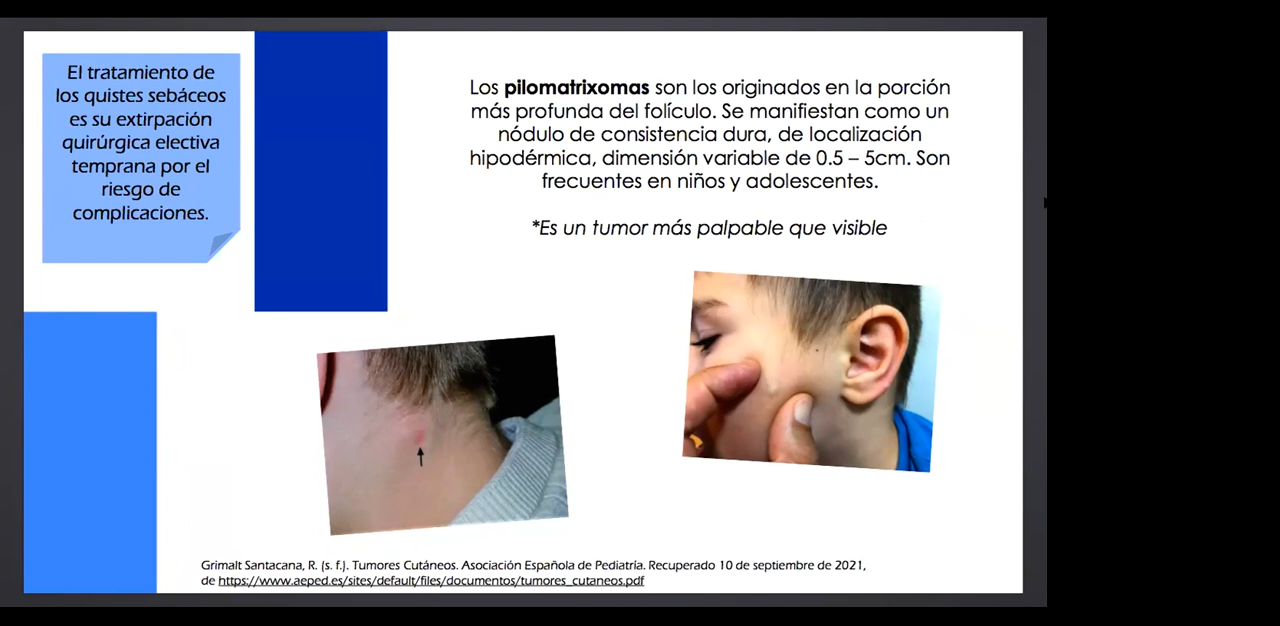 El tratamiento de
los quistes sebáceos
es su extirpación
quirúrgica electiva
temprana por el
riesgo de
complicaciones.
Los pilomatrixomas son los originados en la porción
más profunda del folículo. Se manifiestan como un
nódulo de consistencia dura, de localización
hipodérmica, dimensión variable de 0.5 – 5cm. Son
frecuentes en niños y adolescentes.
*Es un tumor más palpable que visible
Grimalt Santacana, R. (s. f.). Tumores Cutáneos. Asociación Española de Pediatría. Recuperado 10 de septiembre de 2021,
de https://www.aeped.es/sites/default/files/documentos/tumores_cutaneos.pdf